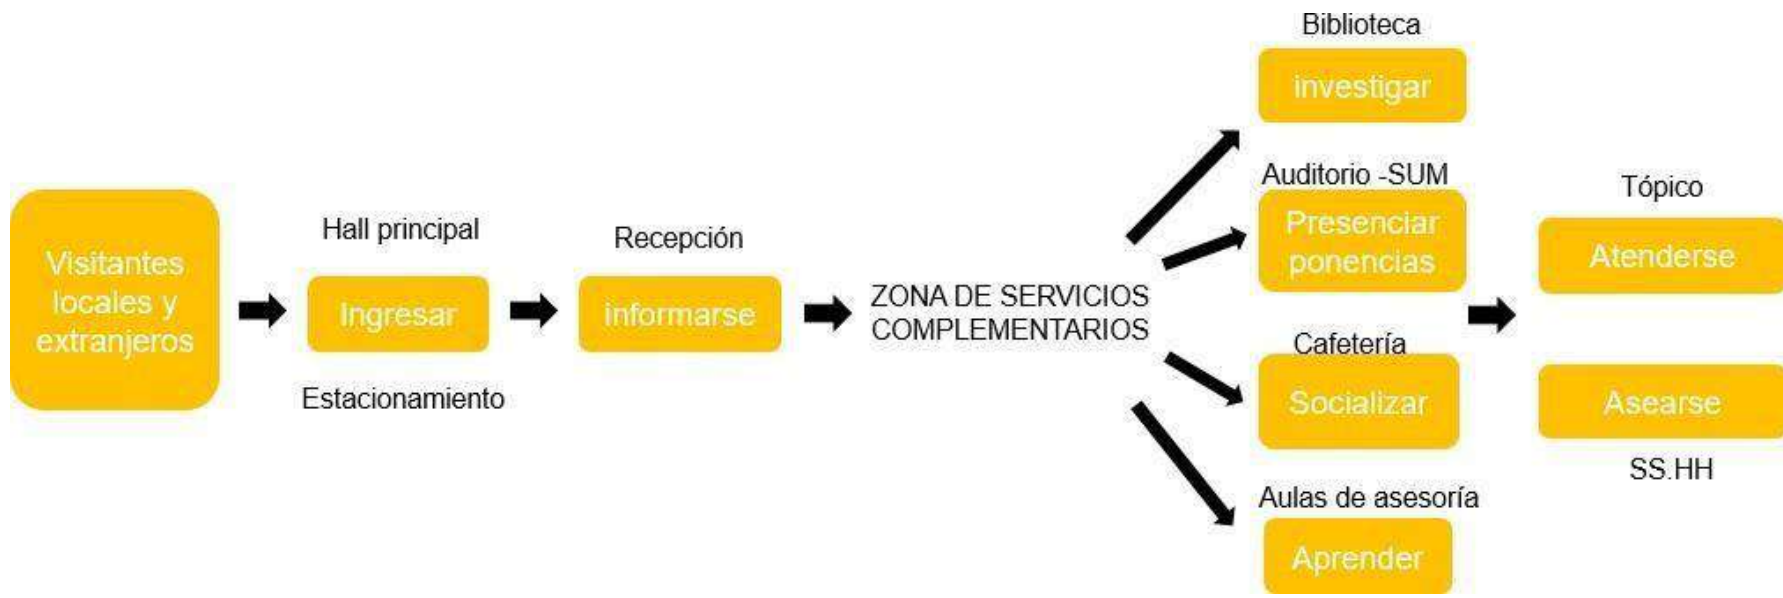 Visitantes
locales y
extranjeros
Hall principal
Ingresar
Estacionamiento
Recepción
informarse
ZONA DE SERVICIOS
COMPLEMENTARIOS
Biblioteca
investigar
Auditorio -SUM
Presenciar
ponencias
Cafetería
Socializar
Aulas de asesoría
Aprender
Tópico
Atenderse
Asearse
SS.HH